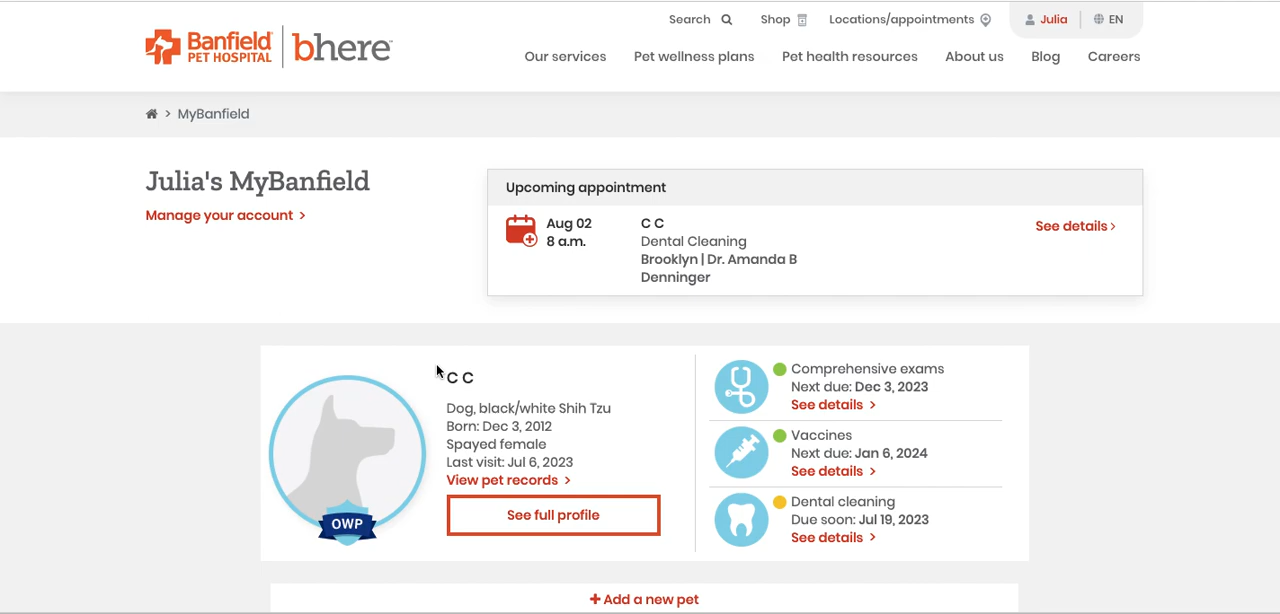 Search Shop Locations/appointments Julia EN
Banfield
PET HOSPITAL
bhere™
Our services Pet wellness plans Pet health resources About us Blog Careers
> MyBanfield
Julia's MyBanfield
Manage your account >
Upcoming appointment
Aug 02
8 a.m.
C C
Dental Cleaning
Brooklyn | Dr. Amanda B
Denninger
See details >
OWP
C C
Dog, black/white Shih Tzu
Born: Dec 3, 2012
Spayed female
Last visit: Jul 6, 2023
View pet records >
See full profile
Comprehensive exams
Next due: Dec 3, 2023
See details >
Vaccines
Next due: Jan 6, 2024
See details >
Dental cleaning
Due soon: Jul 19, 2023
See details >
+ Add a new pet